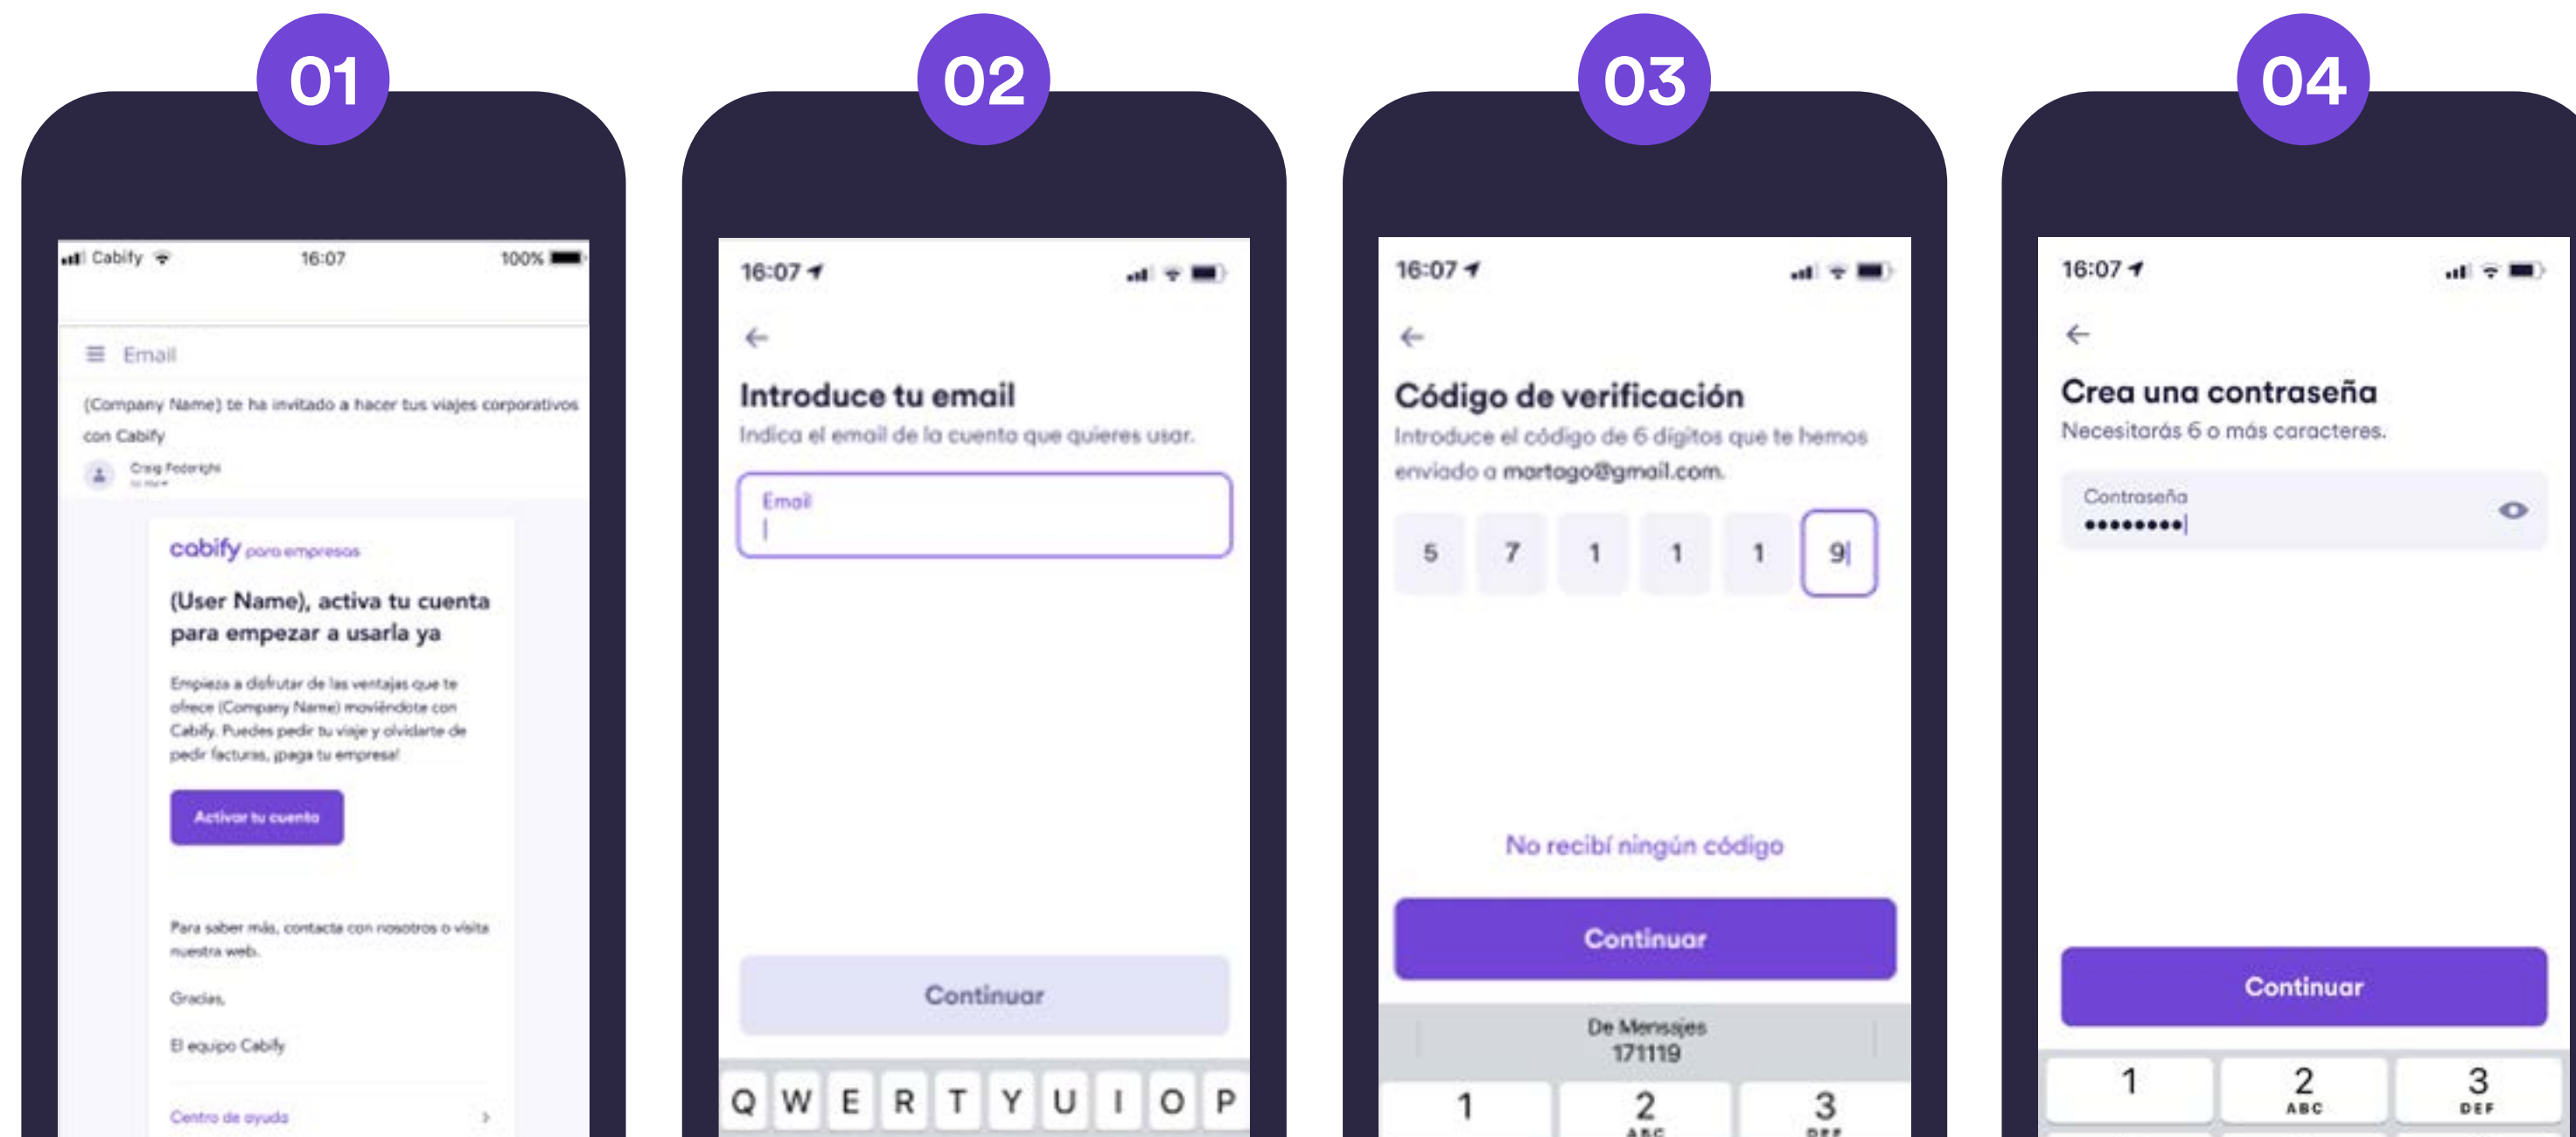 01
Cabify
16:07
100%
Email
(Company Name) te ha invitado a hacer tus viajes corporativos
con Cabify
Craig Federighi
cabify para empresas
(User Name), activa tu cuenta
para empezar a usarla ya
Empieza a disfrutar de las ventajas que te
ofrece (Company Name) moviéndote con
Cabify. Puedes pedir tu viaje y olvidarte de
pedir facturas, ¡paga tu empresa!
Activar tu cuenta
Para saber más, contacta con nosotros o visita
nuestra web.
Gracias,
El equipo Cabify
Centro de ayuda
02
16:07
Introduce tu email
Indica el email de la cuenta que quieres usar.
Email
Continuar
Q W E R T Y U I O P
03
16:07
Código de verificación
Introduce el código de 6 dígitos que te hemos
enviado a martago@gmail.com.
5 7 1 1 1 9
No recibí ningún código
Continuar
De Mensajes
171119
1 2 3
ABC DEF
04
16:07
Crea una contraseña
Necesitarás 6 o más caracteres.
Contraseña
••••••••
Continuar
1 2 3
ABC DEF